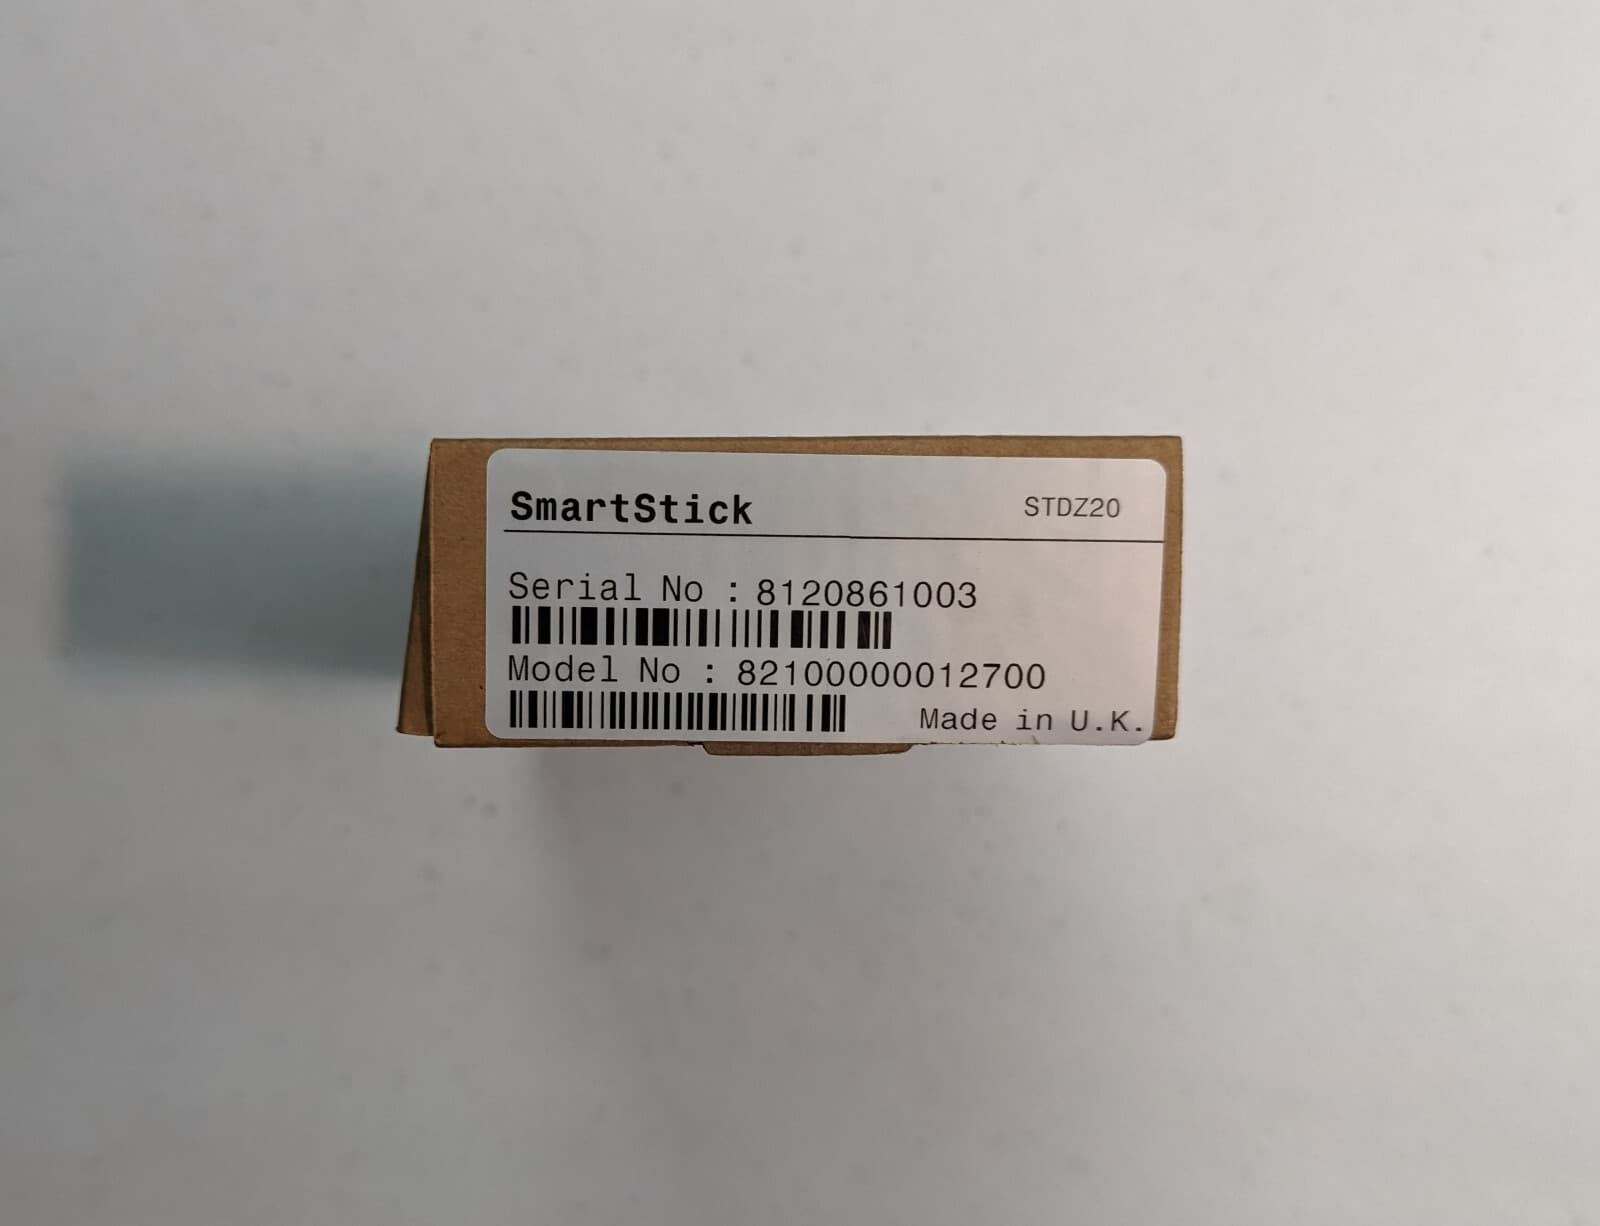 SmartStick STDZ20
Serial No : 8120861003
Model No : 82100000012700
Made in U.K.